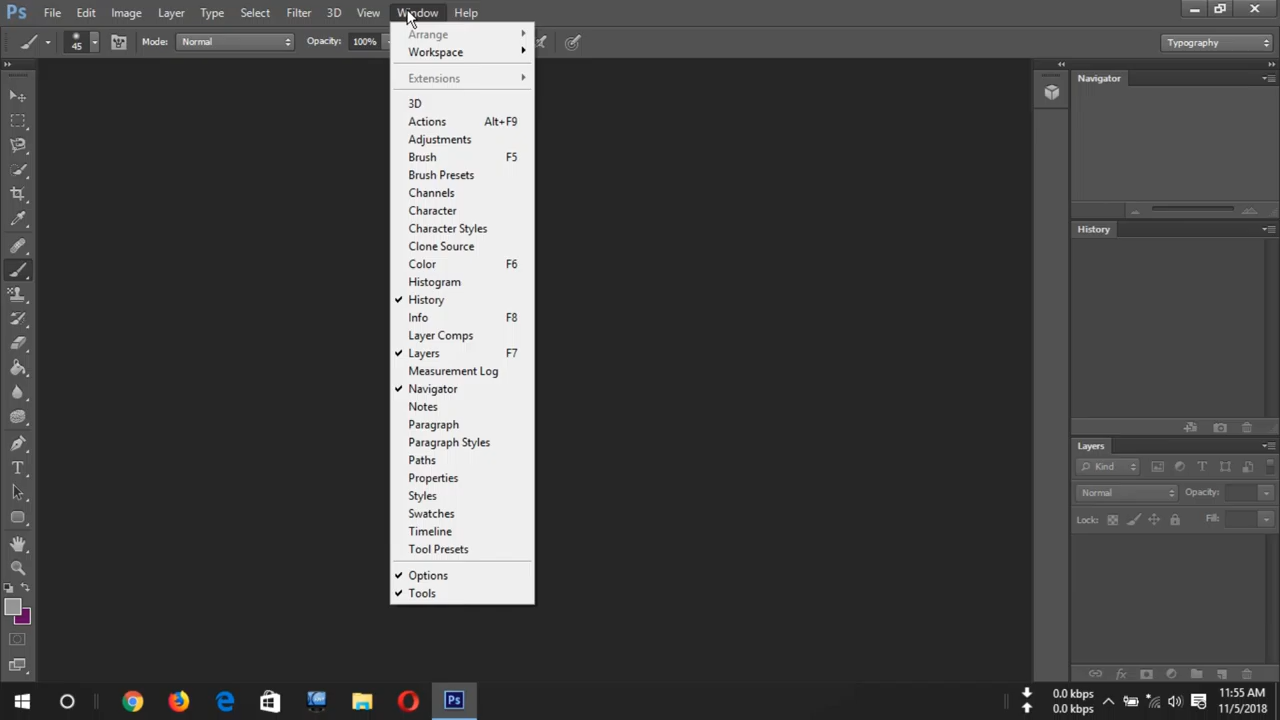 Ps File Edit Image Layer Type Select Filter 3D View Window Help
45 Mode: Normal Opacity: 100% Typography
Arrange
Workspace
Extensions
3D
Actions Alt+F9
Adjustments
Brush F5
Brush Presets
Channels
Character
Character Styles
Clone Source
Color F6
Histogram
History
Info F8
Layer Comps
Layers F7
Measurement Log
Navigator
Notes
Paragraph
Paragraph Styles
Paths
Properties
Styles
Swatches
Timeline
Tool Presets
Options
Tools
Navigator
History
Layers
Kind
Normal Opacity:
Lock: Fill:
T
Ps
0.0 kbps
0.0 kbps
11:55 AM
11/5/2018